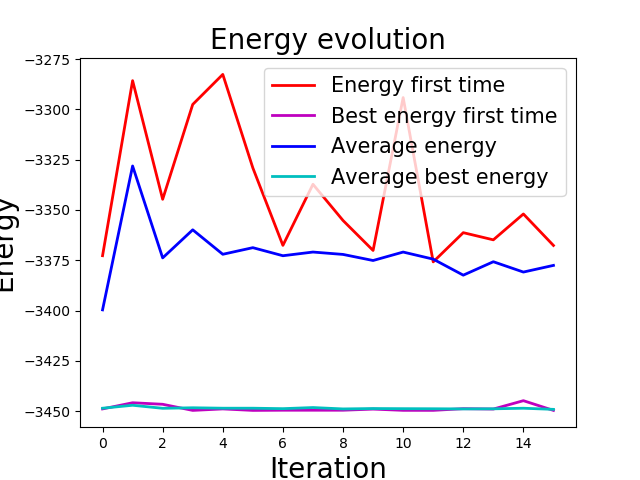 Energy evolution
Energy
−3275
−3300
−3325
−3350
−3375
−3400
−3425
−3450
Energy first time
Best energy first time
Average energy
Average best energy
0 2 4 6 8 10 12 14
Iteration